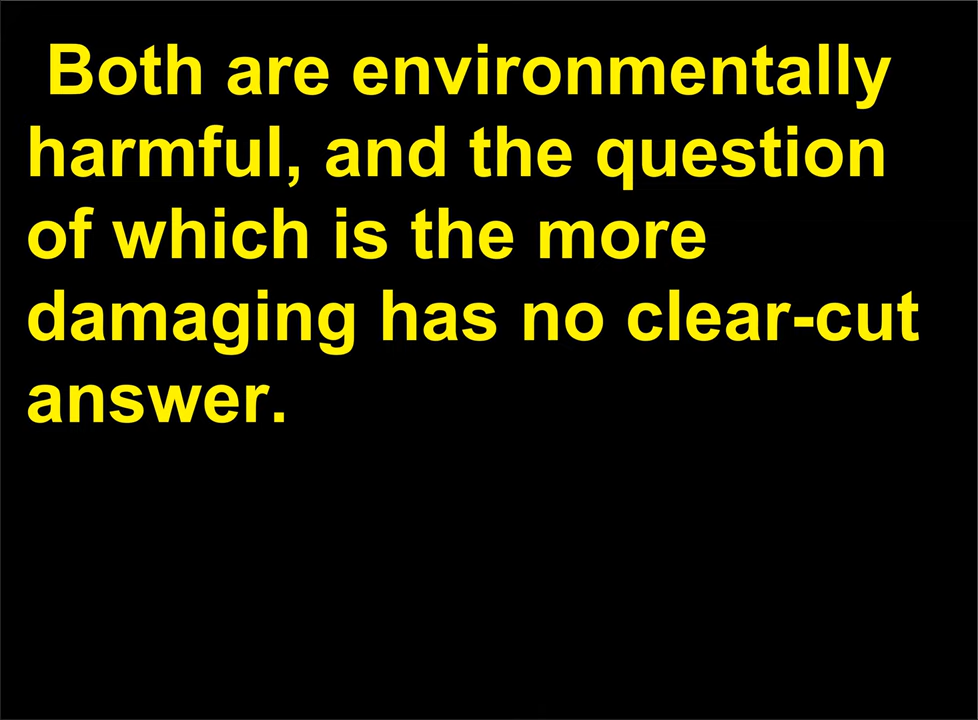 Both are environmentally
harmful, and the question
of which is the more
damaging has no clear-cut
answer.